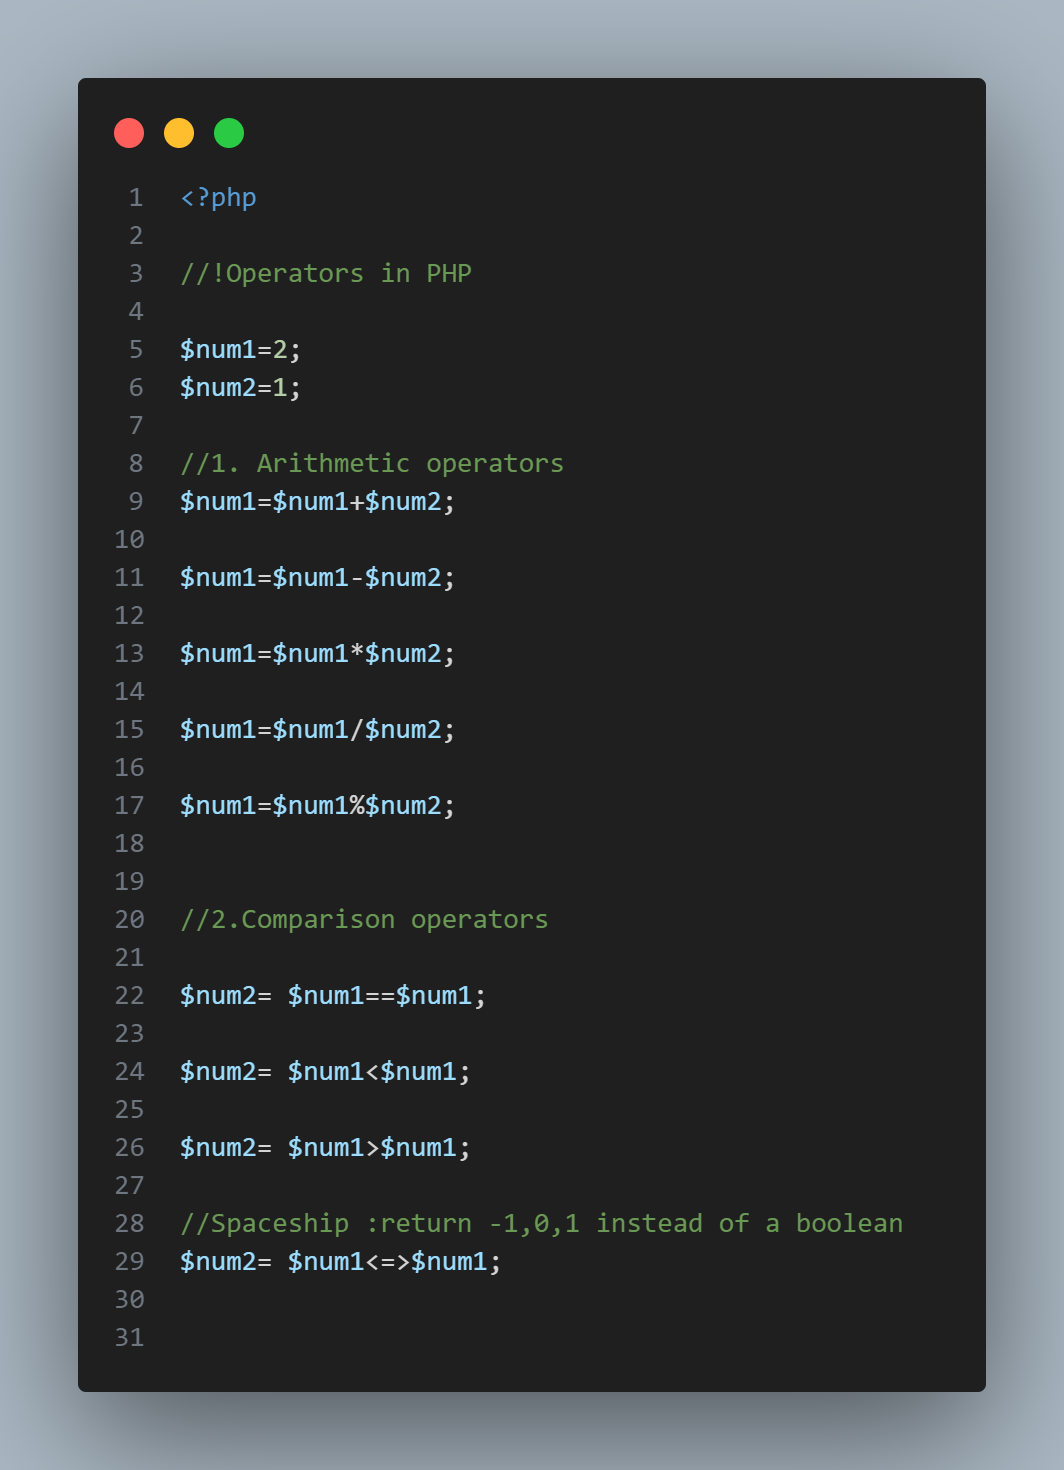 1 <?php
2
3 //!Operators in PHP
4
5 $num1=2;
6 $num2=1;
7
8 //1. Arithmetic operators
9 $num1=$num1+$num2;
10
11 $num1=$num1-$num2;
12
13 $num1=$num1*$num2;
14
15 $num1=$num1/$num2;
16
17 $num1=$num1%$num2;
18
19
20 //2.Comparison operators
21
22 $num2= $num1==$num1;
23
24 $num2= $num1<$num1;
25
26 $num2= $num1>$num1;
27
28 //Spaceship :return -1,0,1 instead of a boolean
29 $num2= $num1<=>$num1;
30
31